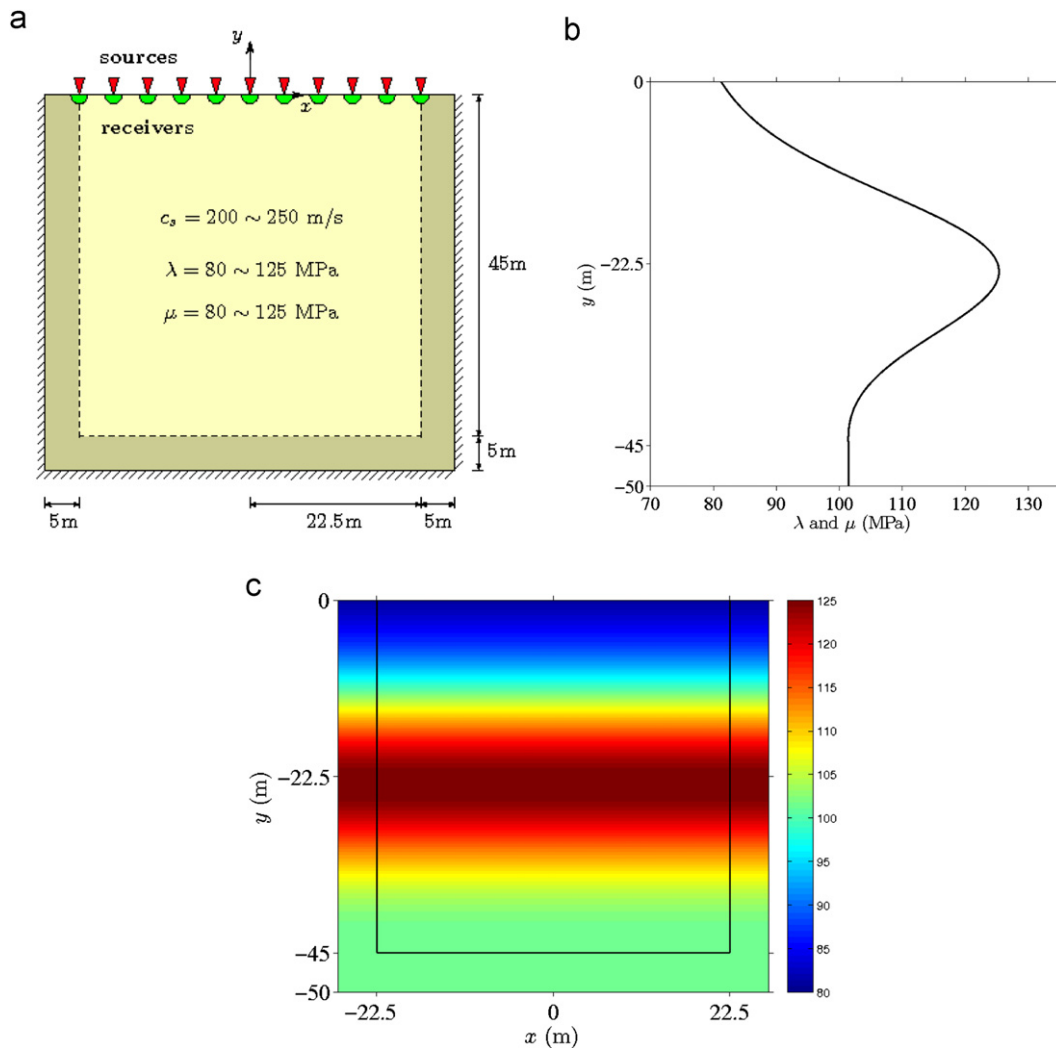 a
sources
y
x
receivers
c_s = 200 ~ 250 m/s
λ = 80 ~ 125 MPa
μ = 80 ~ 125 MPa
45m
5m
5m
22.5m
5m
b
0
−22.5
−45
−50
y (m)
70 80 90 100 110 120 130
λ and μ (MPa)
c
0
−22.5
−45
−50
y (m)
−22.5 0 22.5
x (m)
125
120
115
110
105
100
95
90
85
80